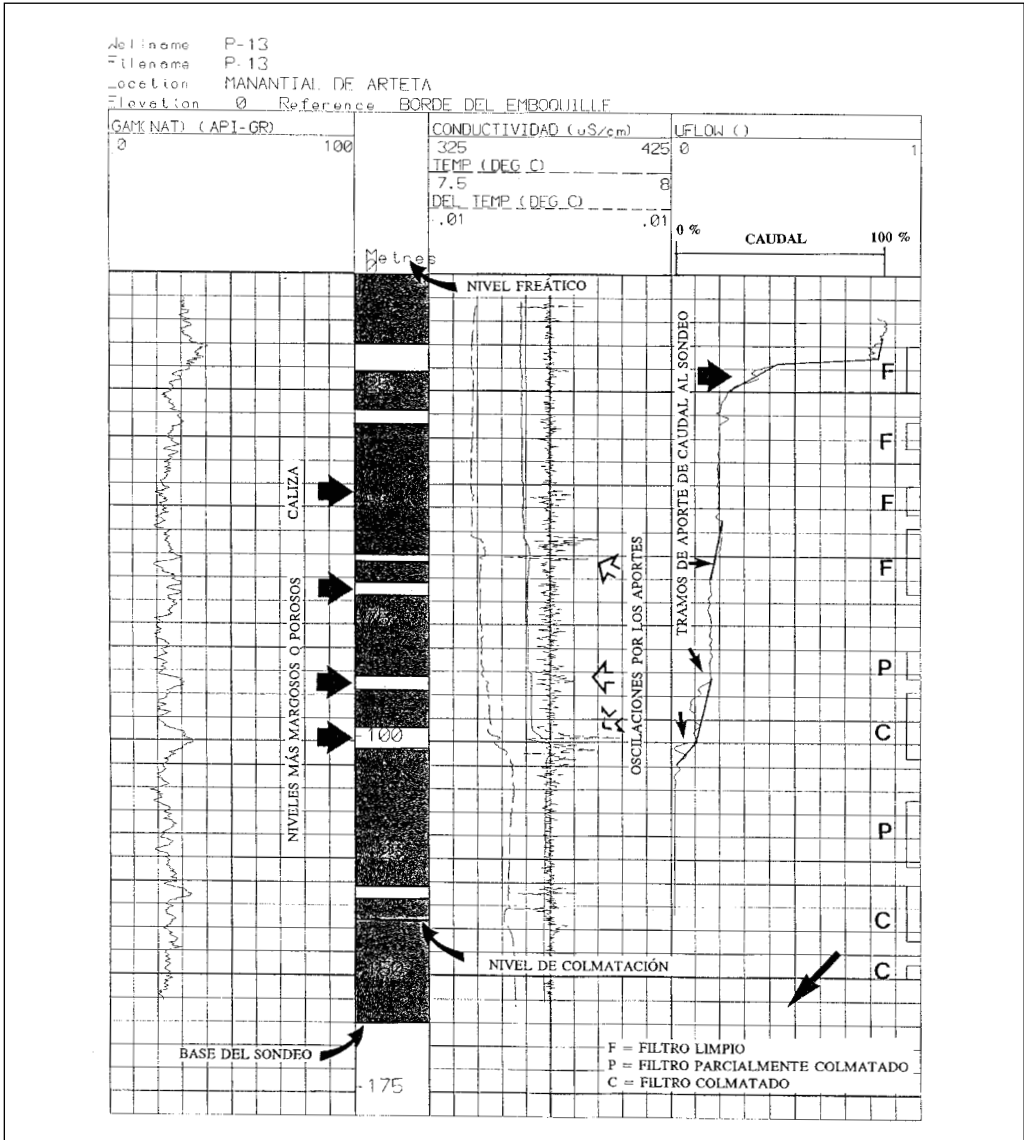 Wellname P-13
Filename P-13
Location MANANTIAL DE ARTETA
Elevation 0 Reference BORDE DEL EMBOQUILLE
GAM(NAT) (API-GR)
0 100
Metres
0
CONDUCTIVIDAD (uS/cm)
325 425
TEMP (DEG C)
7.5 8
DEL TEMP (DEG C)
-.01 .01
UFLOW ()
0 1
0 % CAUDAL 100 %
NIVEL FREÁTICO
CALIZA
NIVELES MÁS MARGOSOS O POROSOS
OSCILACIONES POR LOS APORTES
TRAMOS DE APORTE DE CAUDAL AL SONDEO
F
F
F
F
P
C
P
C
C
-100
-150
-175
NIVEL DE COLMATACIÓN
BASE DEL SONDEO
F = FILTRO LIMPIO
P = FILTRO PARCIALMENTE COLMATADO
C = FILTRO COLMATADO